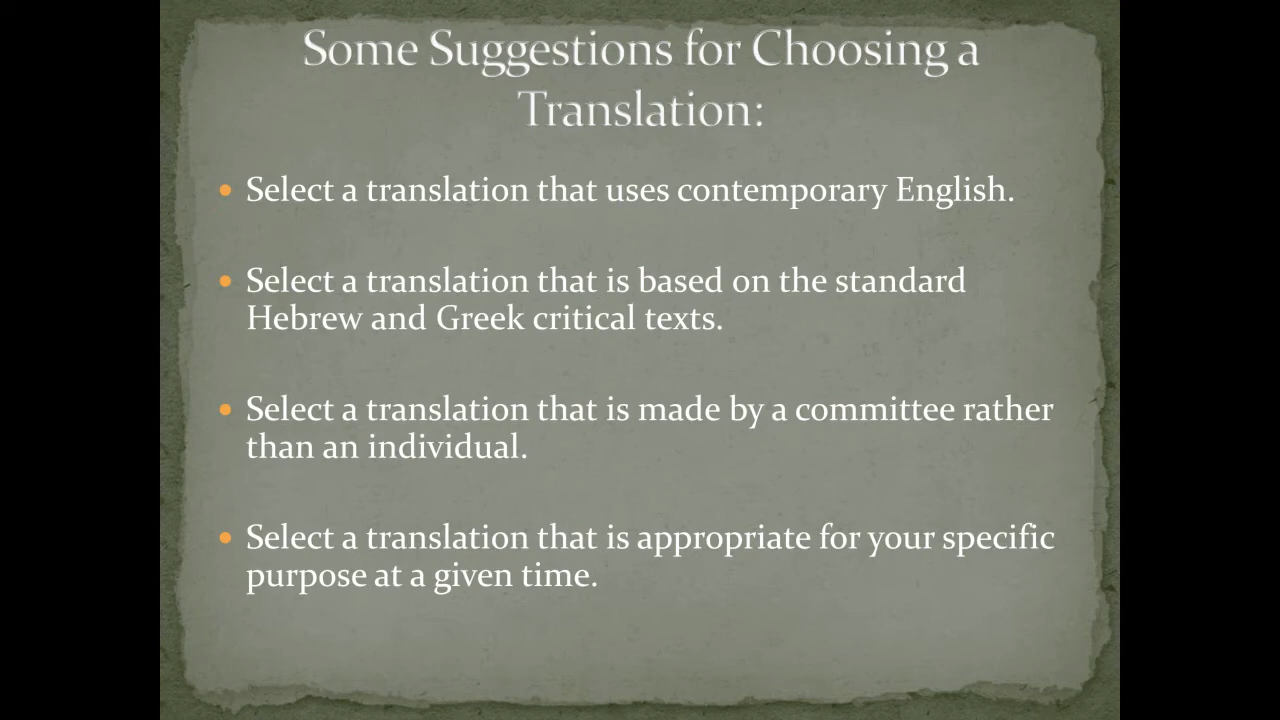 Some Suggestions for Choosing a
Translation:
• Select a translation that uses contemporary English.
• Select a translation that is based on the standard
Hebrew and Greek critical texts.
• Select a translation that is made by a committee rather
than an individual.
• Select a translation that is appropriate for your specific
purpose at a given time.